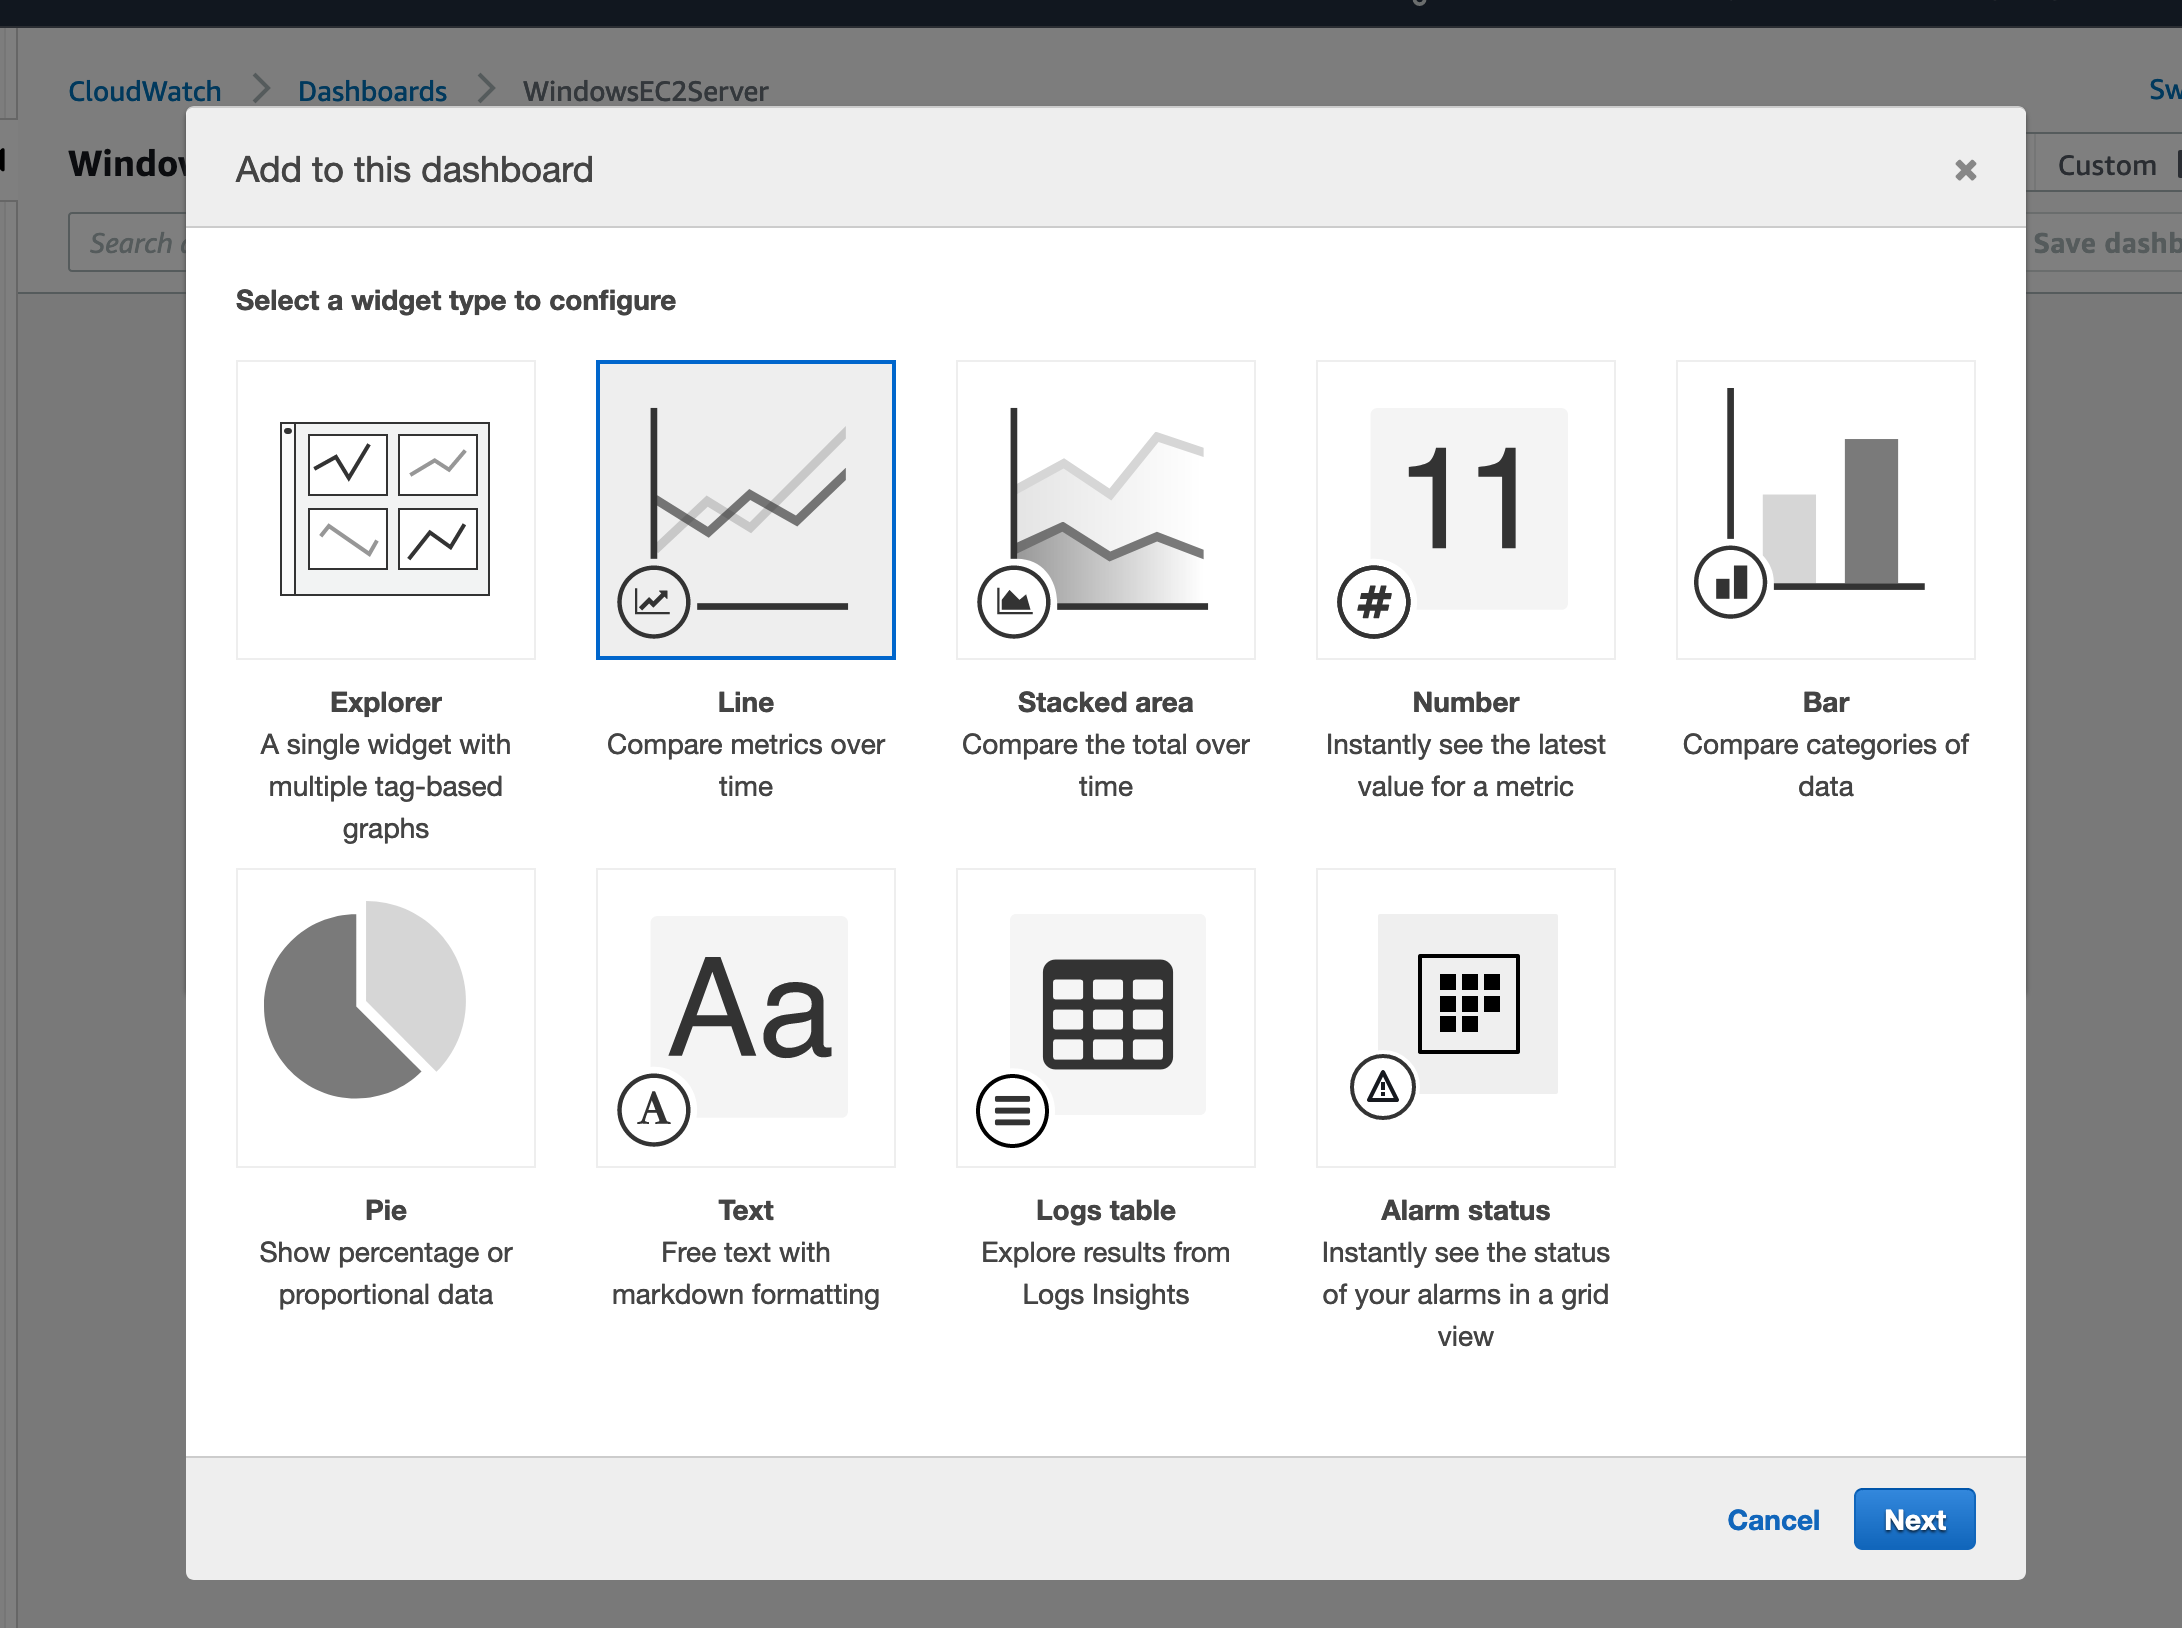 CloudWatch Dashboards WindowsEC2Server
Add to this dashboard
Custom
Search
Save
Select a widget type to configure
11
#
Explorer
A single widget with
multiple tag-based
graphs
Line
Compare metrics over
time
Stacked area
Compare the total over
time
Number
Instantly see the latest
value for a metric
Bar
Compare categories of
data
Aa
A
Pie
Show percentage or
proportional data
Text
Free text with
markdown formatting
Logs table
Explore results from
Logs Insights
Alarm status
Instantly see the status
of your alarms in a grid
view
Cancel
Next